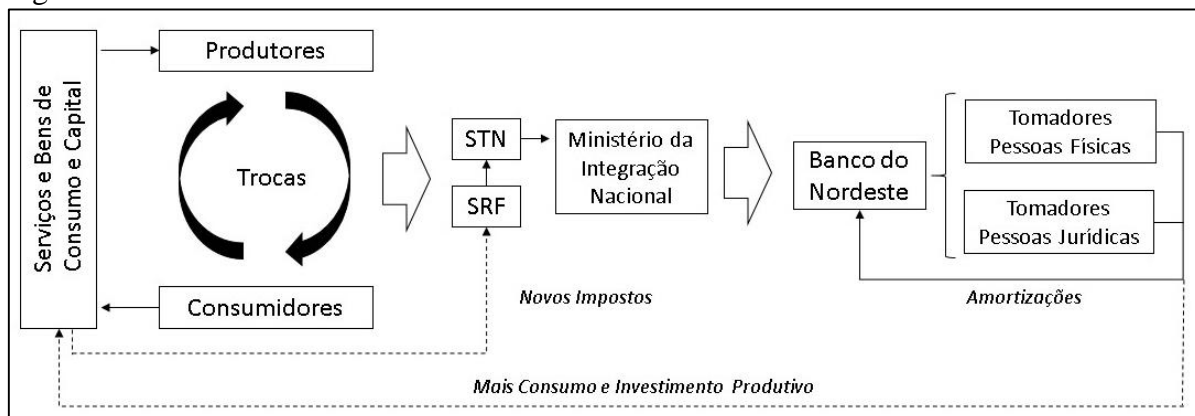 Serviços e Bens de
Consumo e Capital
Produtores
Trocas
Consumidores
STN
SRF
Ministério da
Integração
Nacional
Banco do
Nordeste
Tomadores
Pessoas Físicas
Tomadores
Pessoas Jurídicas
Novos Impostos
Amortizações
Mais Consumo e Investimento Produtivo